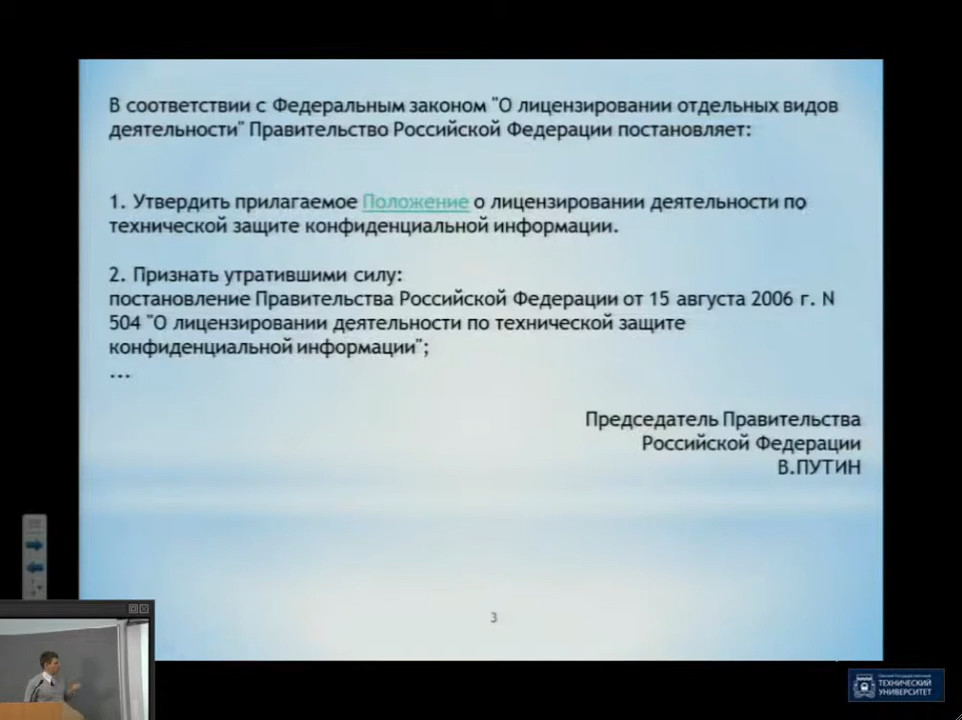 В соответствии с Федеральным законом "О лицензировании отдельных видов
деятельности" Правительство Российской Федерации постановляет:
1. Утвердить прилагаемое Положение о лицензировании деятельности по
технической защите конфиденциальной информации.
2. Признать утратившими силу:
постановление Правительства Российской Федерации от 15 августа 2006 г. N
504 "О лицензировании деятельности по технической защите
конфиденциальной информации";
...
Председатель Правительства
Российской Федерации
В.ПУТИН
3
ТЕХНИЧЕСКИЙ
УНИВЕРСИТЕТ